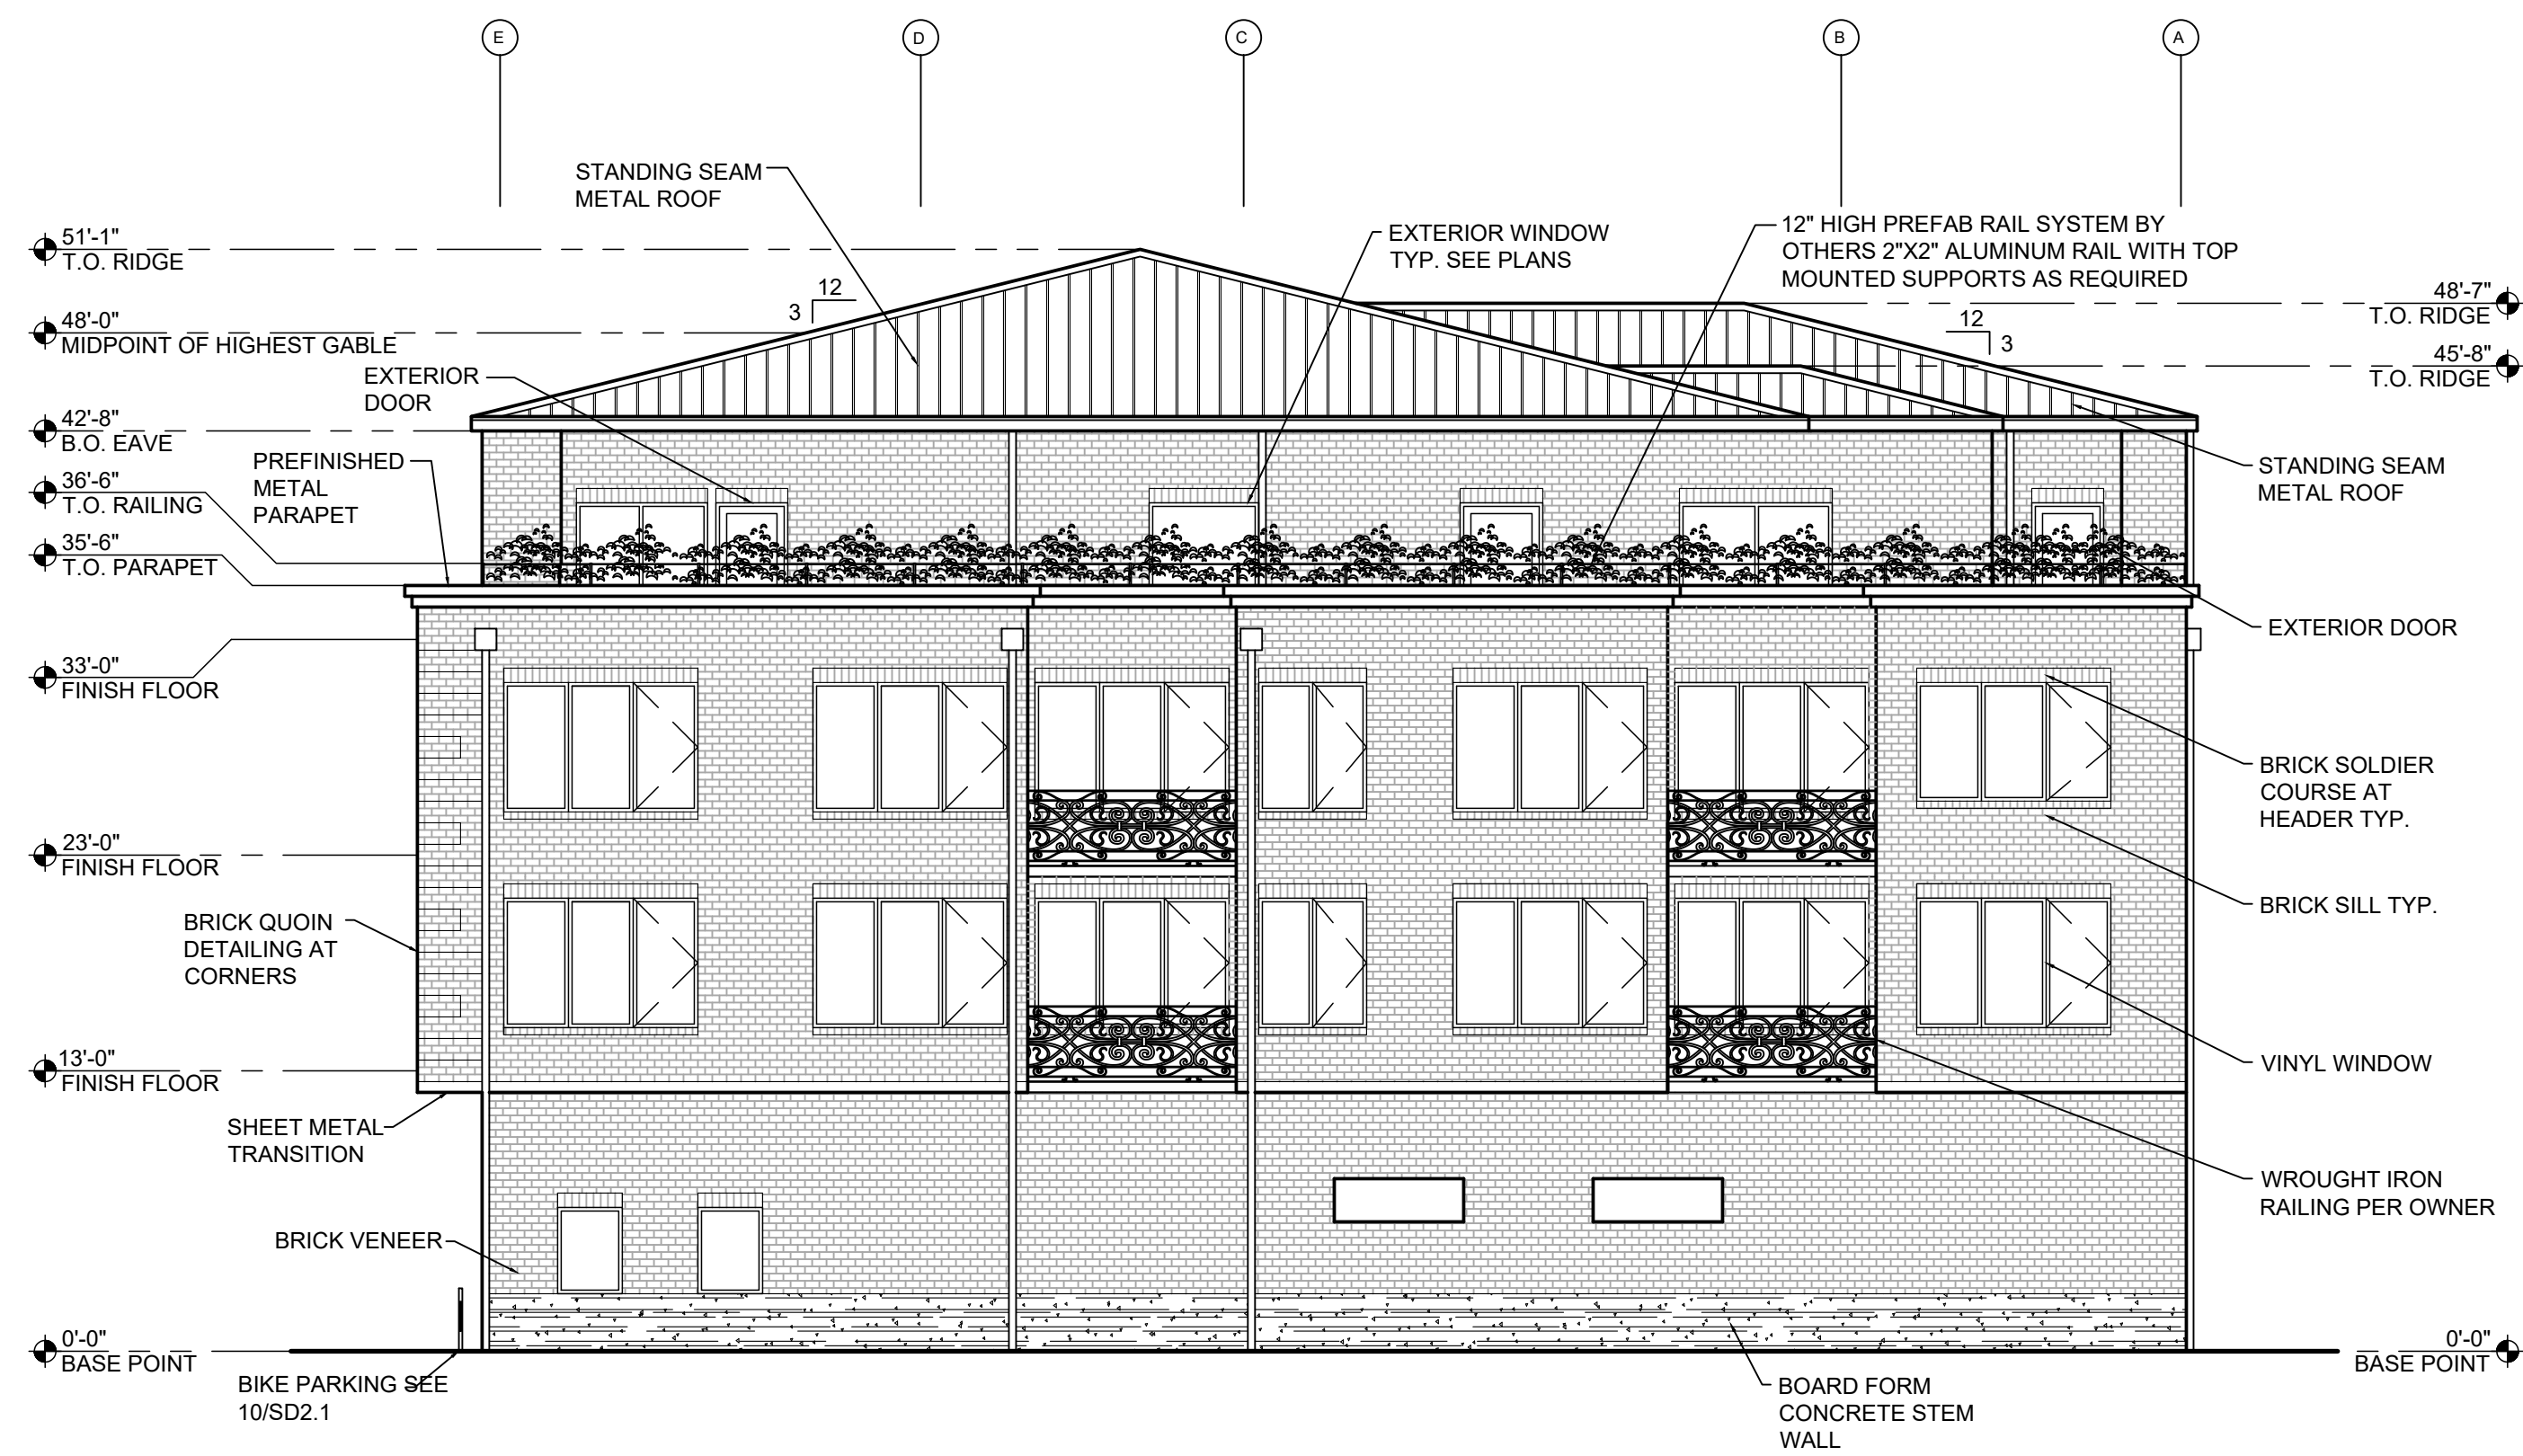 E
D
C
B
A
STANDING SEAM
METAL ROOF
EXTERIOR WINDOW
TYP. SEE PLANS
12" HIGH PREFAB RAIL SYSTEM BY
OTHERS 2"X2" ALUMINUM RAIL WITH TOP
MOUNTED SUPPORTS AS REQUIRED
51'-1"
T.O. RIDGE
12
3
48'-7"
T.O. RIDGE
48'-0"
MIDPOINT OF HIGHEST GABLE
12
3
45'-8"
T.O. RIDGE
EXTERIOR
DOOR
42'-8"
B.O. EAVE
PREFINISHED
METAL
PARAPET
STANDING SEAM
METAL ROOF
36'-6"
T.O. RAILING
35'-6"
T.O. PARAPET
EXTERIOR DOOR
33'-0"
FINISH FLOOR
BRICK SOLDIER
COURSE AT
HEADER TYP.
23'-0"
FINISH FLOOR
BRICK SILL TYP.
BRICK QUOIN
DETAILING AT
CORNERS
13'-0"
FINISH FLOOR
VINYL WINDOW
SHEET METAL
TRANSITION
WROUGHT IRON
RAILING PER OWNER
BRICK VENEER
0'-0"
BASE POINT
0'-0"
BASE POINT
BIKE PARKING SEE
10/SD2.1
BOARD FORM
CONCRETE STEM
WALL